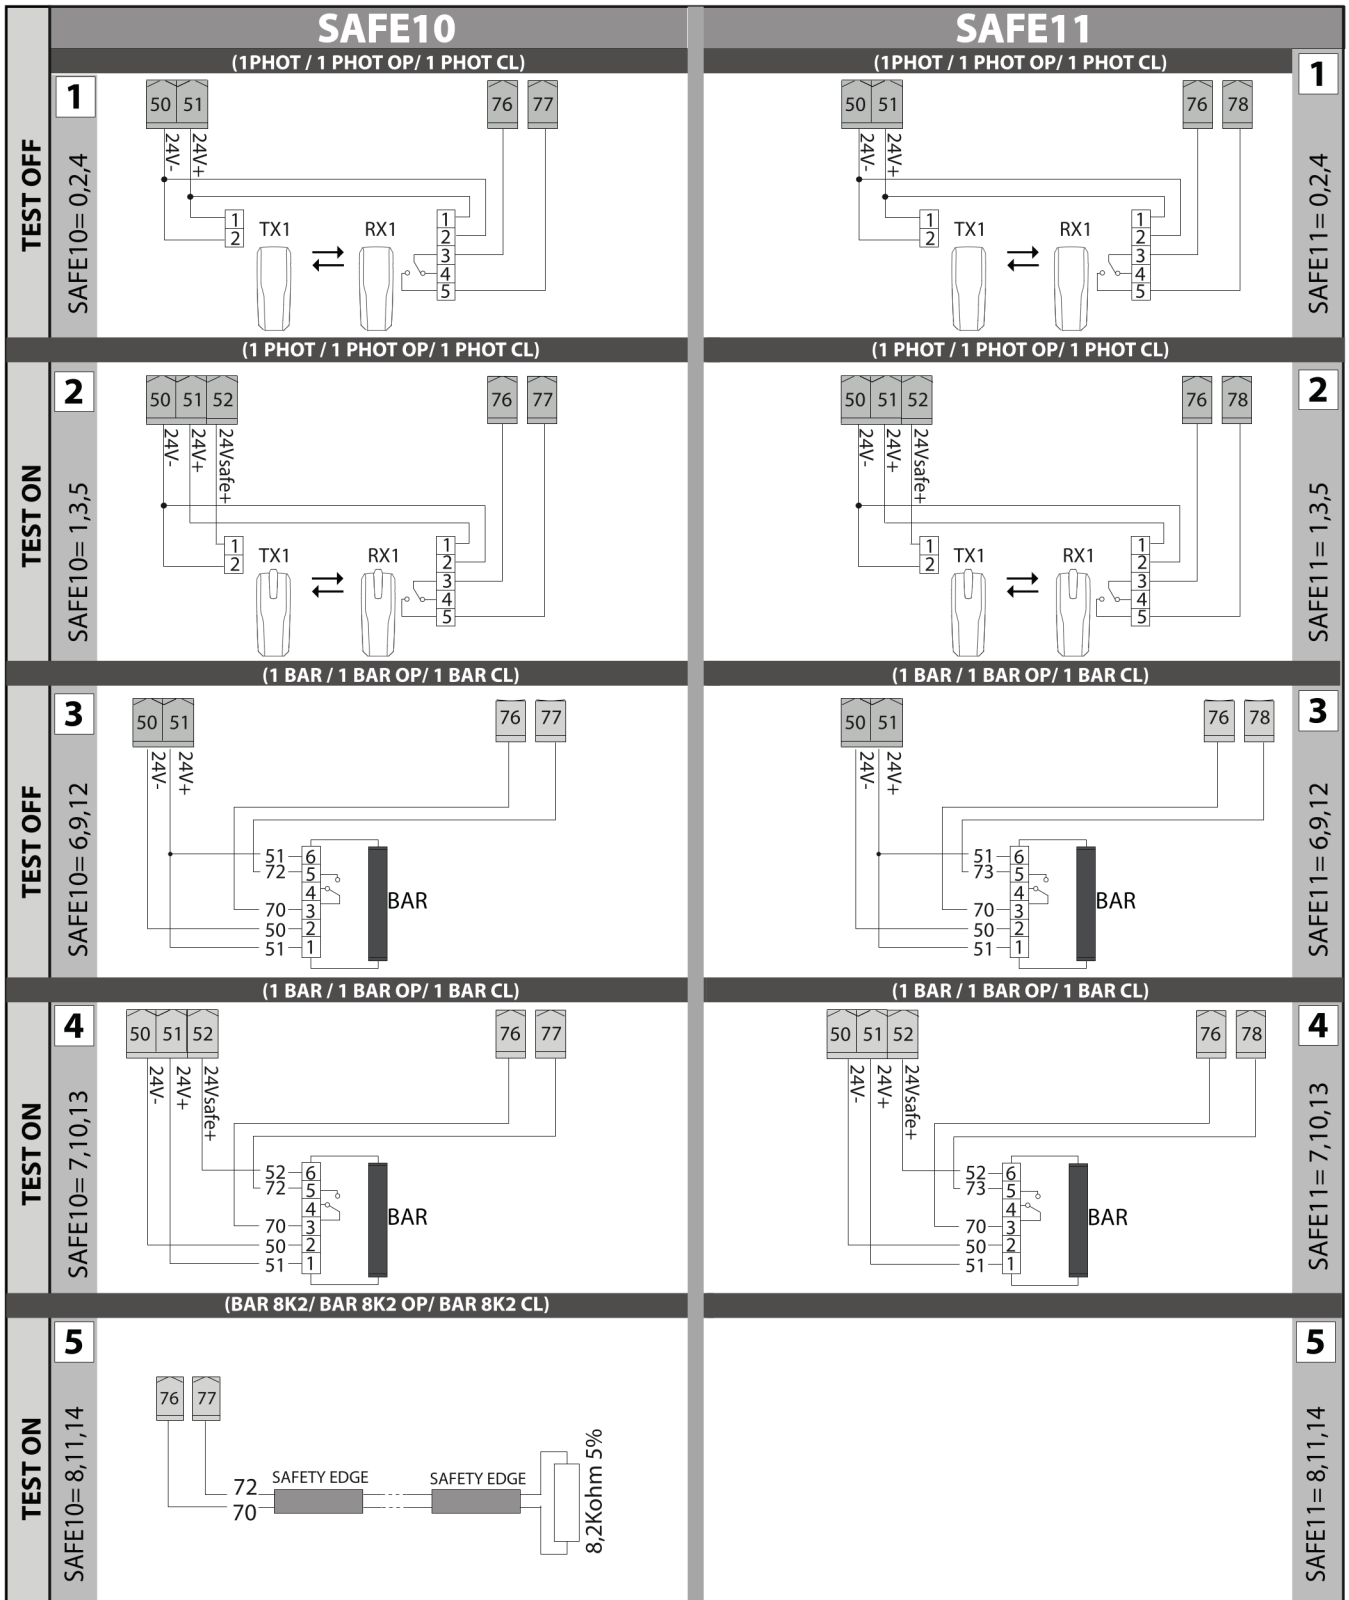 SAFE10
SAFE11
TEST OFF
(1PHOT / 1 PHOT OP/ 1 PHOT CL)
1
SAFE10= 0,2,4
50 51
76 77
24V-
24V+
1
2
TX1
RX1
1
2
3
4
5
(1PHOT / 1 PHOT OP/ 1 PHOT CL)
1
SAFE11= 0,2,4
50 51
76 78
24V-
24V+
1
2
TX1
RX1
1
2
3
4
5
TEST ON
(1 PHOT / 1 PHOT OP/ 1 PHOT CL)
2
SAFE10= 1,3,5
50 51 52
76 77
24V-
24V+
24Vsafe+
1
2
TX1
RX1
1
2
3
4
5
(1 PHOT / 1 PHOT OP/ 1 PHOT CL)
2
SAFE11= 1,3,5
50 51 52
76 78
24V-
24V+
24Vsafe+
1
2
TX1
RX1
1
2
3
4
5
TEST OFF
(1 BAR / 1 BAR OP/ 1 BAR CL)
3
SAFE10= 6,9,12
50 51
76 77
24V-
24V+
51 6
72 5
4
70 3
50 2
51 1
BAR
(1 BAR / 1 BAR OP/ 1 BAR CL)
3
SAFE11= 6,9,12
50 51
76 78
24V-
24V+
51 6
73 5
4
70 3
50 2
51 1
BAR
TEST ON
(1 BAR / 1 BAR OP/ 1 BAR CL)
4
SAFE10= 7,10,13
50 51 52
76 77
24V-
24V+
24Vsafe+
52 6
72 5
4
70 3
50 2
51 1
BAR
(1 BAR / 1 BAR OP/ 1 BAR CL)
4
SAFE11= 7,10,13
50 51 52
76 78
24V-
24V+
24Vsafe+
52 6
73 5
4
70 3
50 2
51 1
BAR
TEST ON
(BAR 8K2/ BAR 8K2 OP/ BAR 8K2 CL)
5
SAFE10= 8,11,14
76 77
72
70
SAFETY EDGE
SAFETY EDGE
8,2Kohm 5%
5
SAFE11= 8,11,14